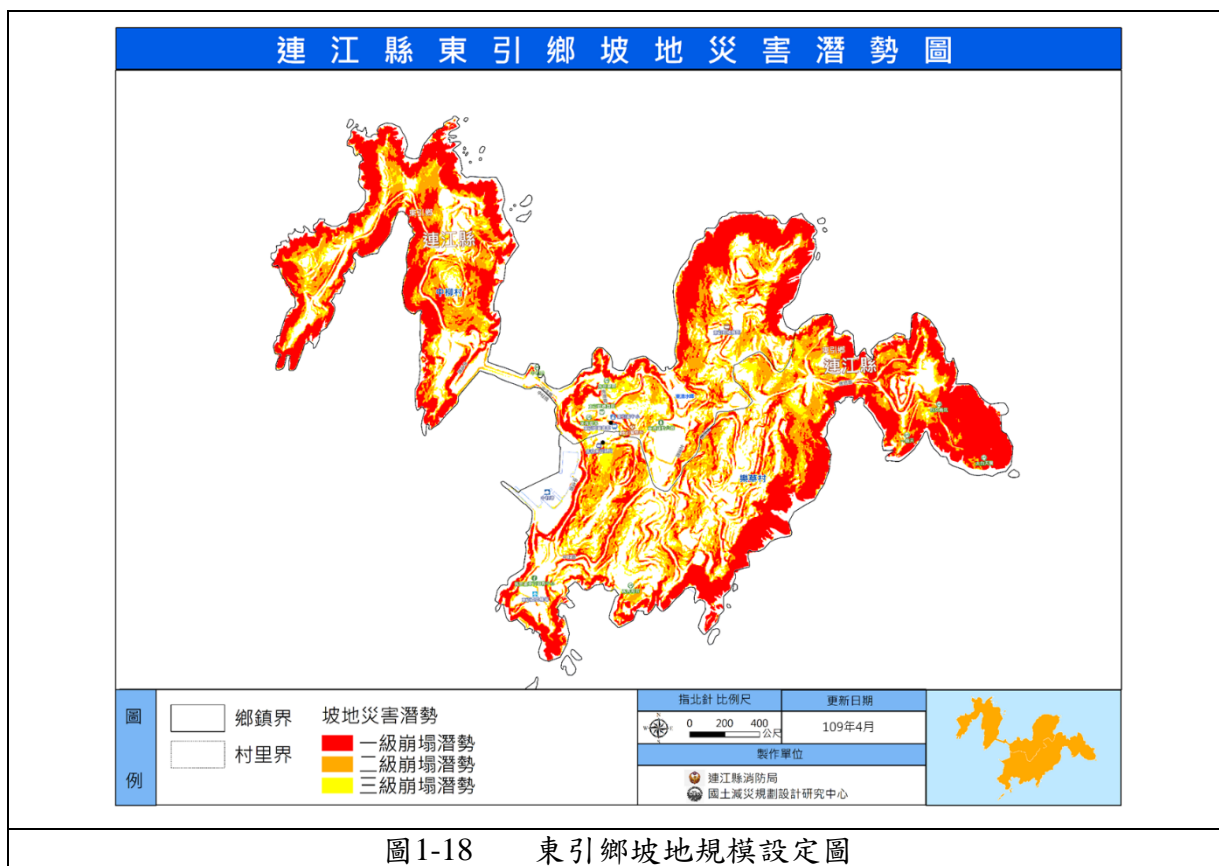 連江縣東引鄉坡地災害潛勢圖
連江縣
中柳村
連江縣
樂華村
圖例
鄉鎮界
村里界
坡地災害潛勢
一級崩塌潛勢
二級崩塌潛勢
三級崩塌潛勢
指北針 比例尺
0 200 400
公尺
更新日期
109年4月
製作單位
連江縣消防局
國土減災規劃設計研究中心
圖1-18 東引鄉坡地規模設定圖